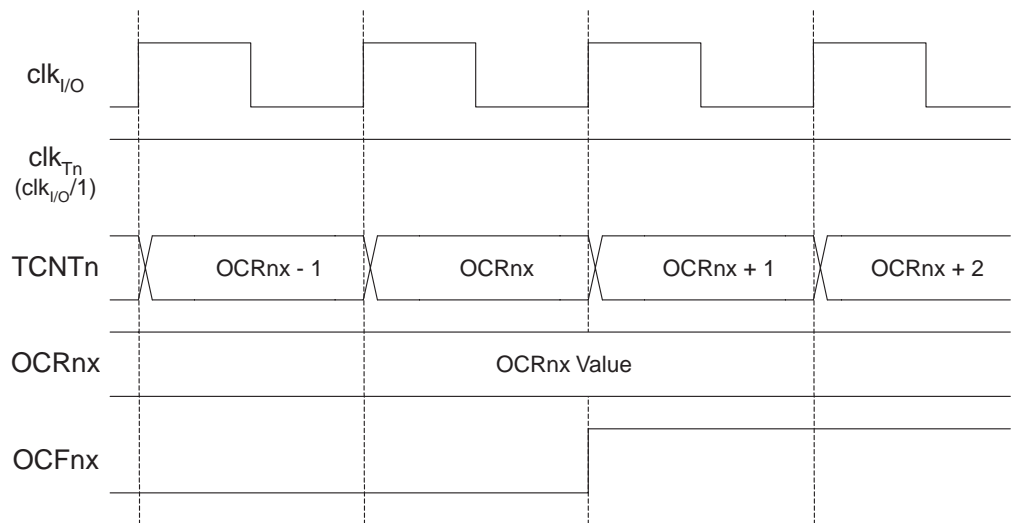 clkI/O
clkTn
(clkI/O/1)
TCNTn
OCRnx - 1
OCRnx
OCRnx + 1
OCRnx + 2
OCRnx
OCRnx Value
OCFnx